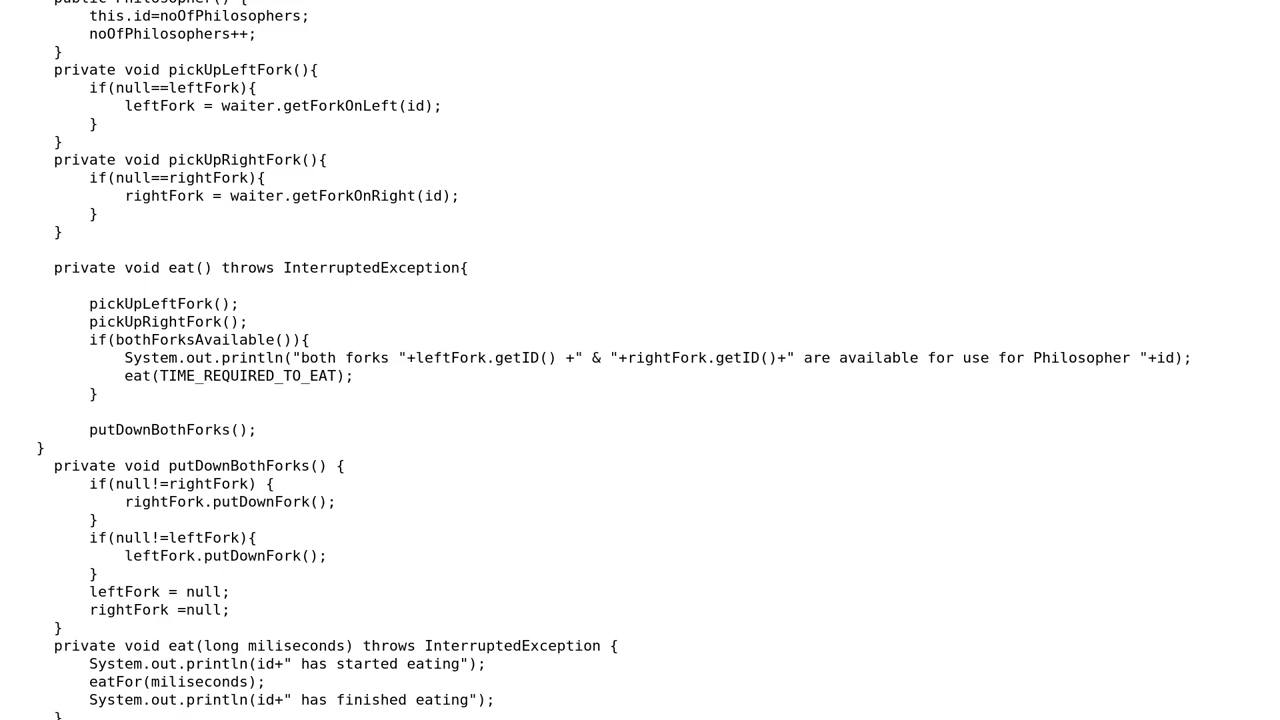 public Philosopher() {
this.id=noOfPhilosophers;
noOfPhilosophers++;
}
private void pickUpLeftFork(){
if(null==leftFork){
leftFork = waiter.getForkOnLeft(id);
}
}
private void pickUpRightFork(){
if(null==rightFork){
rightFork = waiter.getForkOnRight(id);
}
}
private void eat() throws InterruptedException{
pickUpLeftFork();
pickUpRightFork();
if(bothForksAvailable()){
System.out.println("both forks "+leftFork.getID() +" & "+rightFork.getID()+" are available for use for Philosopher "+id);
eat(TIME_REQUIRED_TO_EAT);
}
putDownBothForks();
}
private void putDownBothForks() {
if(null!=rightFork) {
rightFork.putDownFork();
}
if(null!=leftFork){
leftFork.putDownFork();
}
leftFork = null;
rightFork =null;
}
private void eat(long miliseconds) throws InterruptedException {
System.out.println(id+" has started eating");
eatFor(miliseconds);
System.out.println(id+" has finished eating");
}